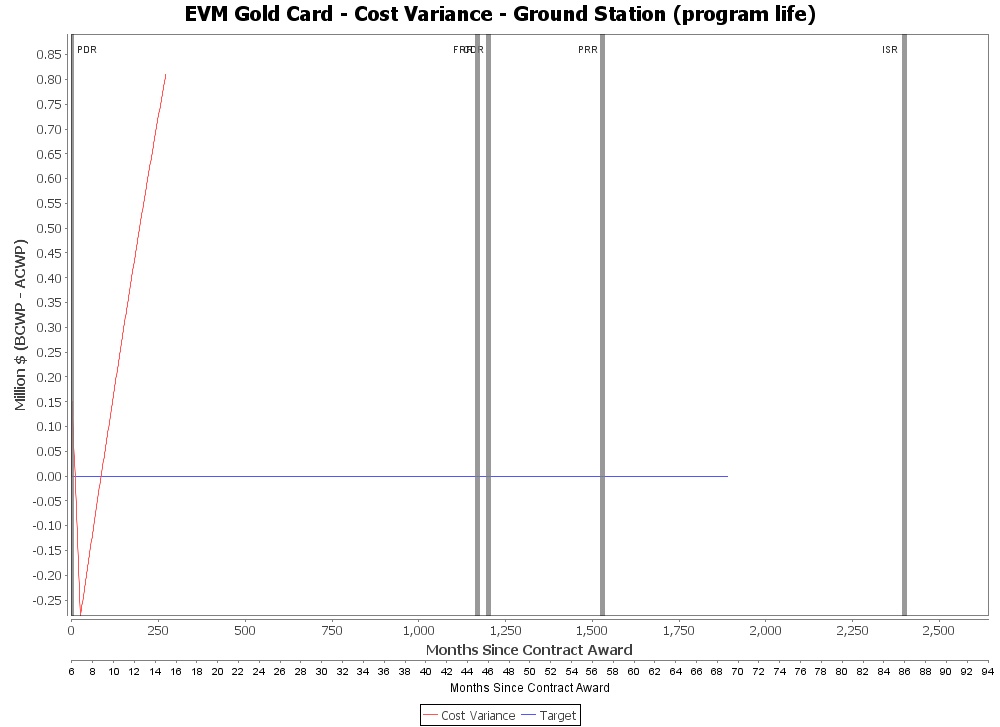 EVM Gold Card - Cost Variance - Ground Station (program life)
PDR FRR CDR PRR ISR
0.85
0.80
0.75
0.70
0.65
0.60
0.55
0.50
0.45
0.40
0.35
0.30
0.25
0.20
0.15
0.10
0.05
0.00
-0.05
-0.10
-0.15
-0.20
-0.25
Million $ (BCWP - ACWP)
0 250 500 750 1,000 1,250 1,500 1,750 2,000 2,250 2,500
Months Since Contract Award
6 8 10 12 14 16 18 20 22 24 26 28 30 32 34 36 38 40 42 44 46 48 50 52 54 56 58 60 62 64 66 68 70 72 74 76 78 80 82 84 86 88 90 92 94
Months Since Contract Award
Cost Variance Target